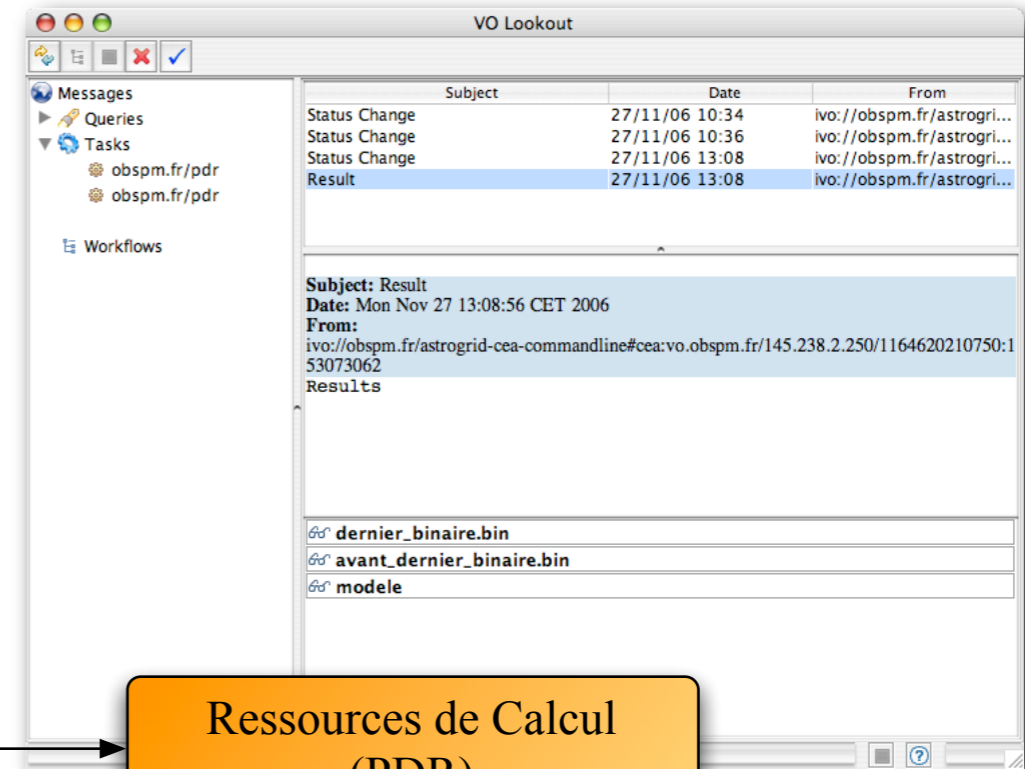 VO Lookout
Messages
Queries
Tasks
obspm.fr/pdr
obspm.fr/pdr
Workflows
Subject Date From
Status Change 27/11/06 10:34 ivo://obspm.fr/astrogri...
Status Change 27/11/06 10:36 ivo://obspm.fr/astrogri...
Status Change 27/11/06 13:08 ivo://obspm.fr/astrogri...
Result 27/11/06 13:08 ivo://obspm.fr/astrogri...
Subject: Result
Date: Mon Nov 27 13:08:56 CET 2006
From:
ivo://obspm.fr/astrogrid-cea-commandline#cea:vo.obspm.fr/145.238.2.250/1164620210750:1
53073062
Results
dernier_binaire.bin
avant_dernier_binaire.bin
modele
Ressources de Calcul
(PDR)